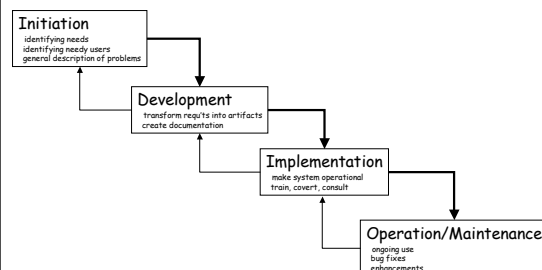 Initiation
identifying needs
identifying needy users
general description of problems
Development
transform requ'ts into artifacts
create documentation
Implementation
make system operational
train, covert, consult
Operation/Maintenance
ongoing use
bug fixes
enhancements